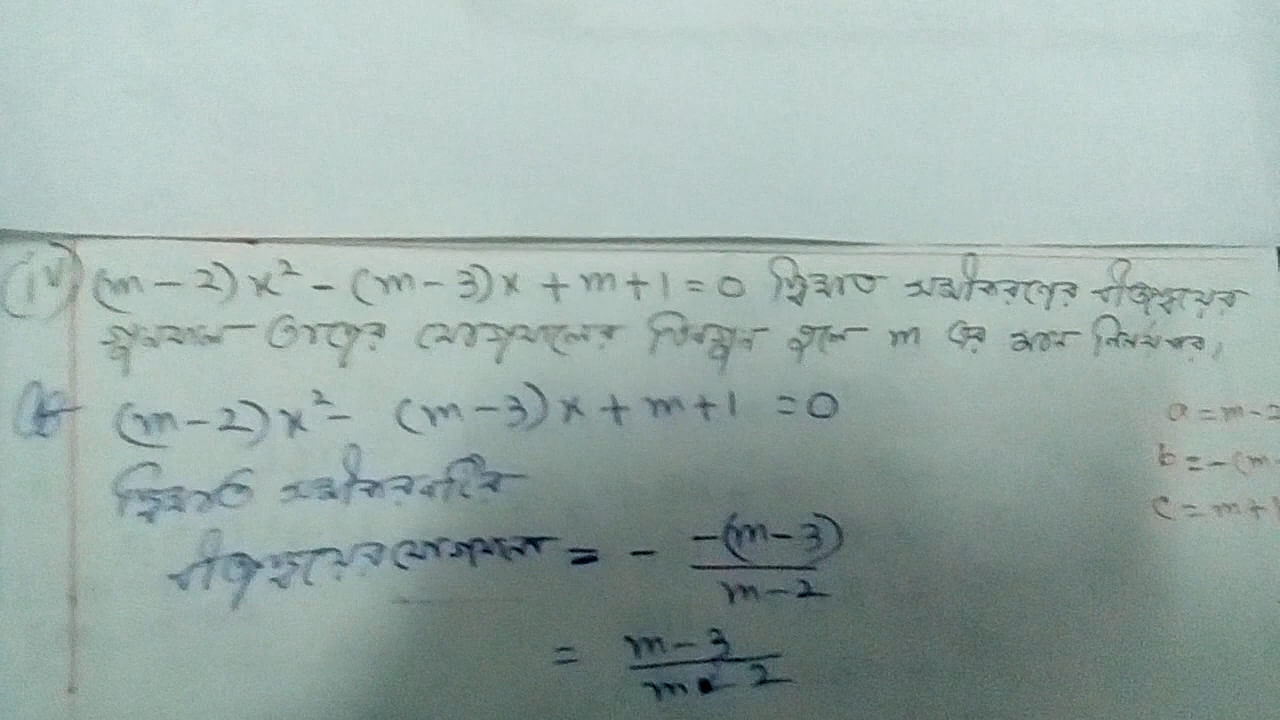 (iv) (m-2)x² - (m-3)x + m+1 = 0 দ্বিঘাত সমীকরণের বীজদ্বয়ের
গুণফল তাদের যোগফলের দ্বিগুণ হলে m এর মান নির্ণয় কর,
(m-2)x² - (m-3)x + m+1 = 0
a = m-2
দ্বিঘাত সমীকরণটির
b = -(m-
c = m+1
বীজদ্বয়ের যোগফল = - -(m-3)/m-2
= m-3/m-2